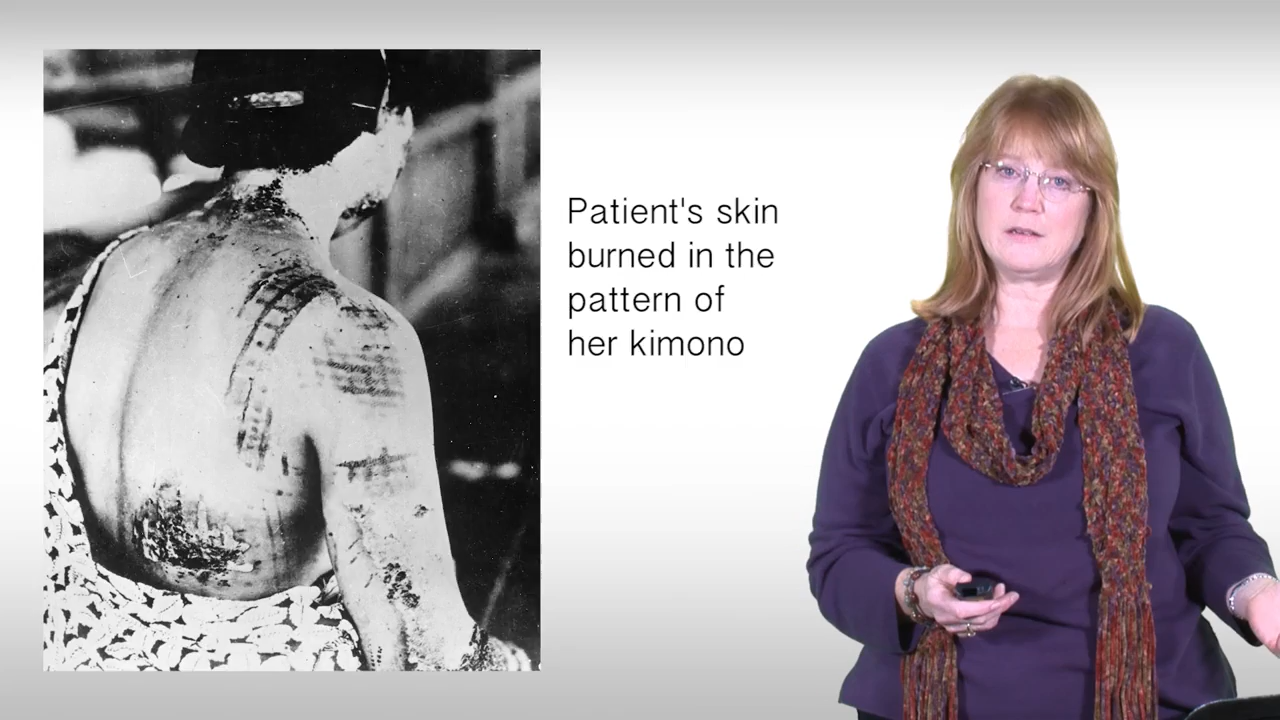 Patient's skin
burned in the
pattern of
her kimono